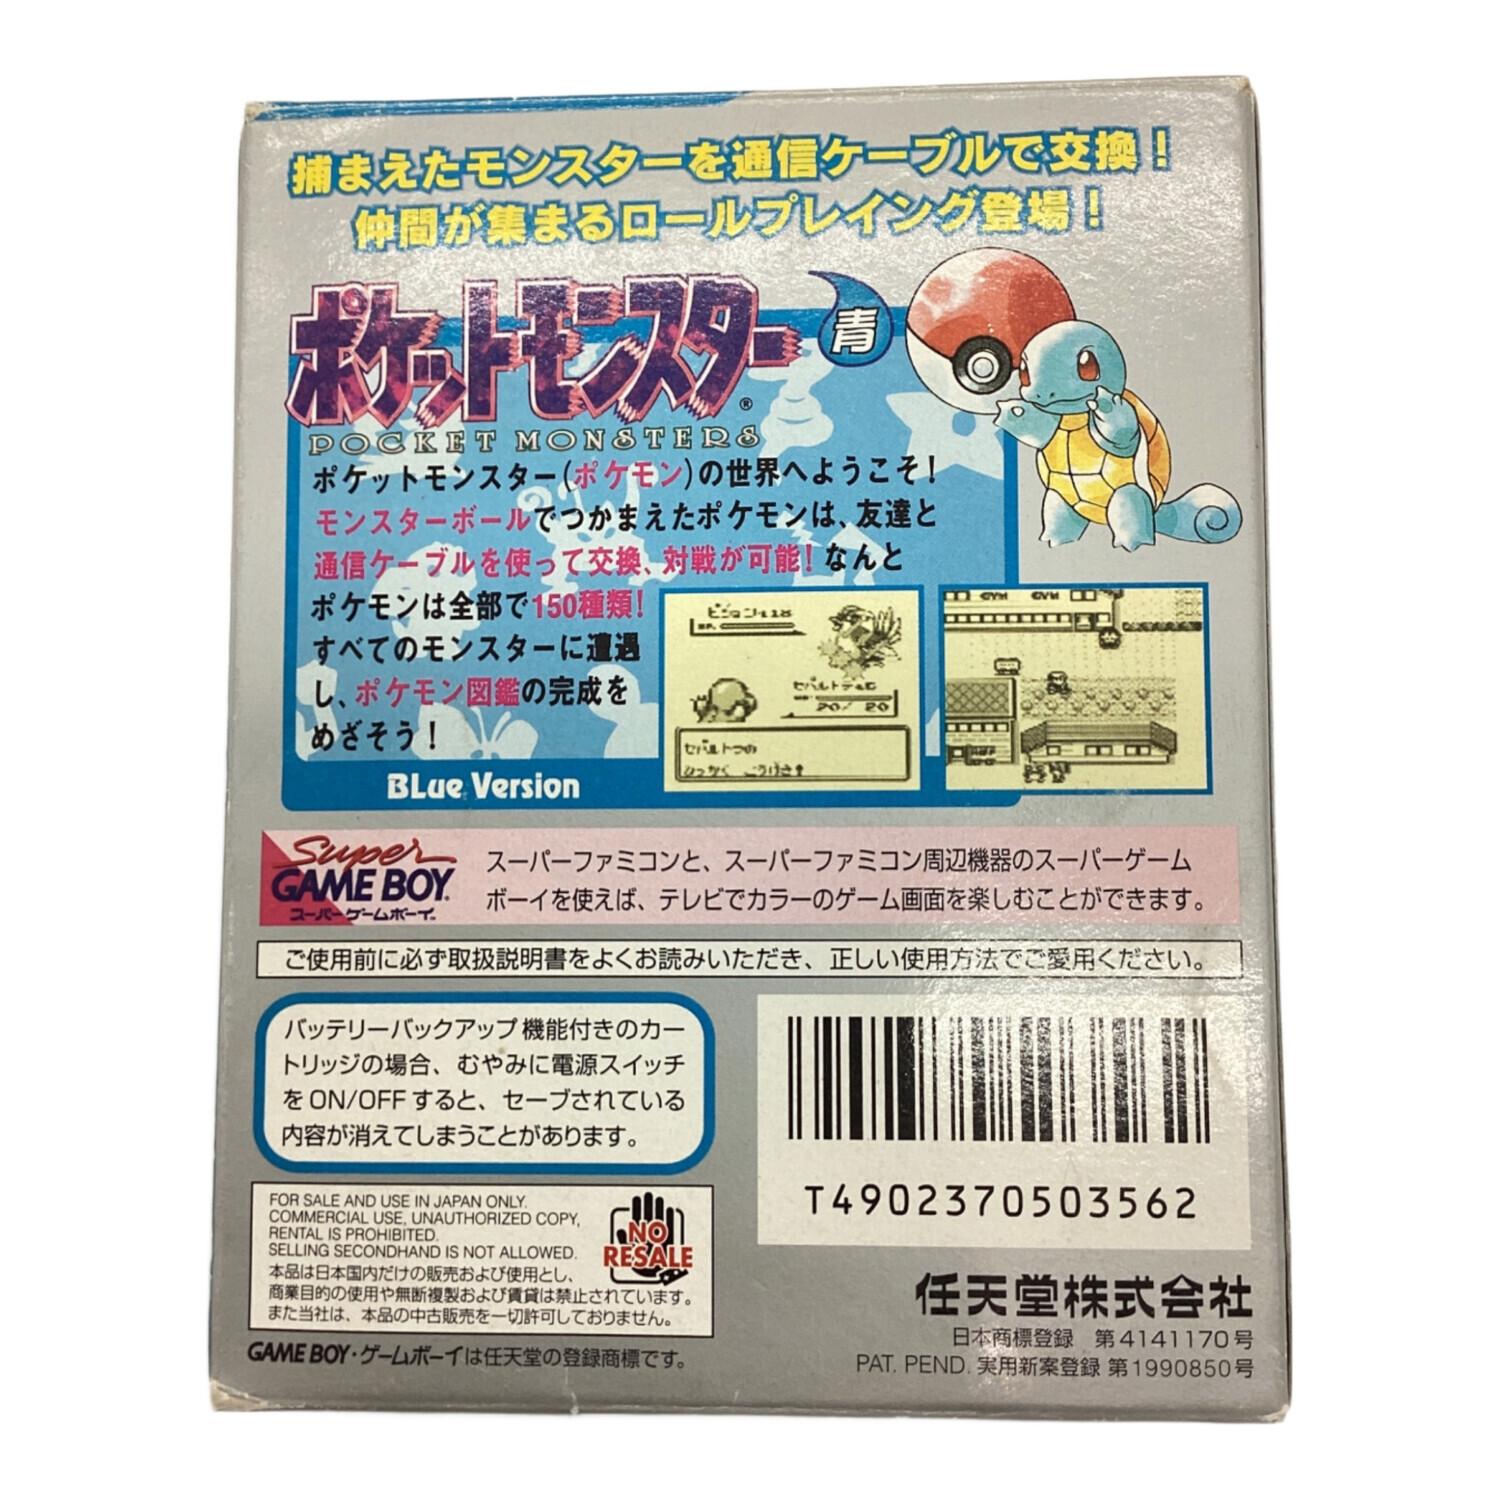 捕まえたモンスターを通信ケーブルで交換！
仲間が集まるロールプレイング登場！
ポケットモンスター 青
®
POCKET MONSTERS
ポケットモンスター(ポケモン)の世界へようこそ！
モンスターボールでつかまえたポケモンは、友達と
通信ケーブルを使って交換、対戦が可能！なんと
ポケモンは全部で150種類！
すべてのモンスターに遭遇
し、ポケモン図鑑の完成を
めざそう！
BLue Version
GYM GYM
20/ 20
Super
GAME BOY®
スーパーゲームボーイ™
スーパーファミコンと、スーパーファミコン周辺機器のスーパーゲーム
ボーイを使えば、テレビでカラーのゲーム画面を楽しむことができます。
ご使用前に必ず取扱説明書をよくお読みいただき、正しい使用方法でご愛用ください。
バッテリーバックアップ機能付きのカー
トリッジの場合、むやみに電源スイッチ
をON/OFFすると、セーブされている
内容が消えてしまうことがあります。
T4902370503562
FOR SALE AND USE IN JAPAN ONLY.
COMMERCIAL USE, UNAUTHORIZED COPY,
RENTAL IS PROHIBITED.
SELLING SECONDHAND IS NOT ALLOWED.
NO
RESALE
本品は日本国内だけの販売および使用とし、
商業目的の使用や無断複製および賃貸は禁止されています。
また当社は、本品の中古販売を一切許可しておりません。
GAME BOY・ゲームボーイは任天堂の登録商標です。
任天堂株式会社
日本商標登録 第4141170号
PAT. PEND. 実用新案登録 第1990850号